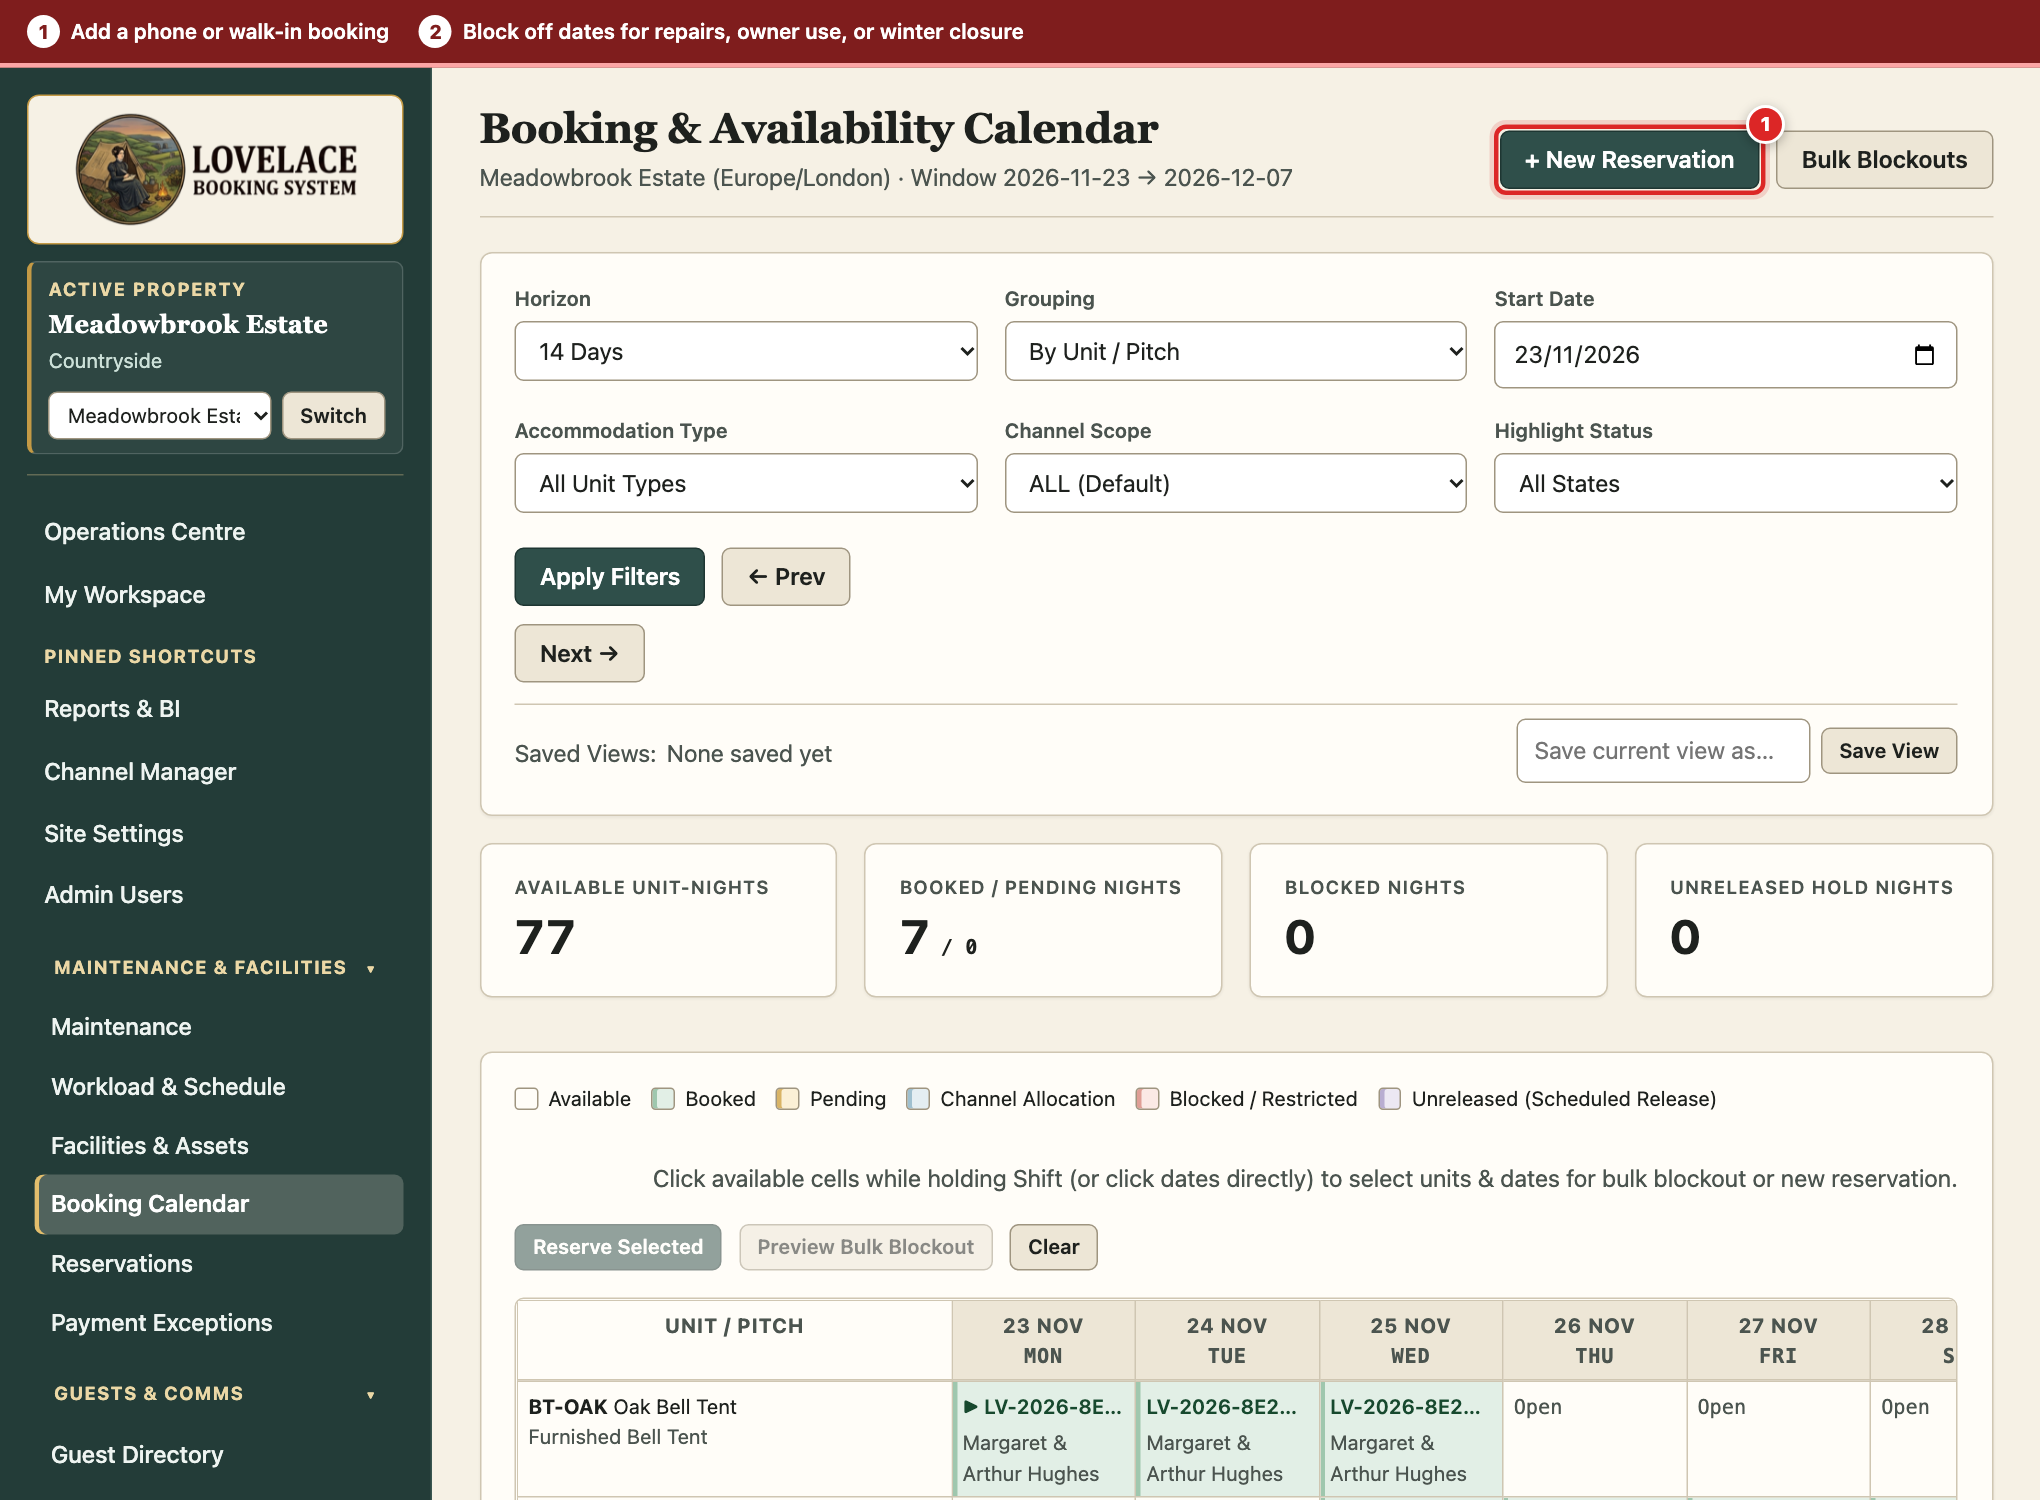 1 Add a phone or walk-in booking 2 Block off dates for repairs, owner use, or winter closure
LOVELACE
BOOKING SYSTEM
ACTIVE PROPERTY
Meadowbrook Estate
Countryside
Meadowbrook Esta Switch
Operations Centre
My Workspace
PINNED SHORTCUTS
Reports & BI
Channel Manager
Site Settings
Admin Users
MAINTENANCE & FACILITIES ▾
Maintenance
Workload & Schedule
Facilities & Assets
Booking Calendar
Reservations
Payment Exceptions
GUESTS & COMMS ▾
Guest Directory
Booking & Availability Calendar
Meadowbrook Estate (Europe/London) · Window 2026-11-23 → 2026-12-07
+ New Reservation 1 Bulk Blockouts
Horizon Grouping Start Date
14 Days By Unit / Pitch 23/11/2026
Accommodation Type Channel Scope Highlight Status
All Unit Types ALL (Default) All States
Apply Filters ← Prev
Next →
Saved Views: None saved yet Save current view as... Save View
AVAILABLE UNIT-NIGHTS BOOKED / PENDING NIGHTS BLOCKED NIGHTS UNRELEASED HOLD NIGHTS
77 7 / 0 0 0
Available Booked Pending Channel Allocation Blocked / Restricted Unreleased (Scheduled Release)
Click available cells while holding Shift (or click dates directly) to select units & dates for bulk blockout or new reservation.
Reserve Selected Preview Bulk Blockout Clear
UNIT / PITCH 23 NOV 24 NOV 25 NOV 26 NOV 27 NOV 28
MON TUE WED THU FRI S
BT-OAK Oak Bell Tent ▶ LV-2026-8E... LV-2026-8E2... LV-2026-8E2... Open Open Open
Furnished Bell Tent Margaret & Margaret & Margaret &
Arthur Hughes Arthur Hughes Arthur Hughes